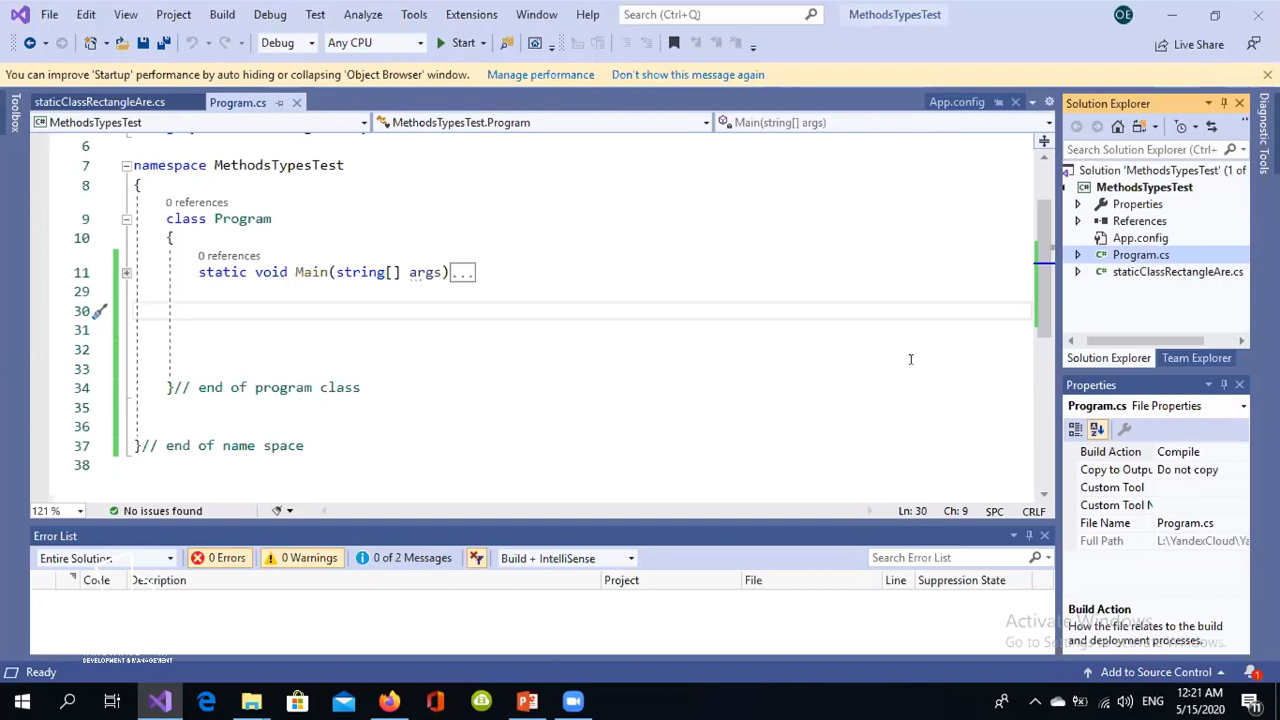 File Edit View Project Build Debug Test Analyze Tools Extensions Window Help Search (Ctrl+Q) MethodsTypesTest OE
Debug Any CPU Start Live Share
You can improve 'Startup' performance by auto hiding or collapsing 'Object Browser' window. Manage performance Don't show this message again
Toolbox
staticClassRectangleAre.cs Program.cs App.config
MethodsTypesTest MethodsTypesTest.Program Main(string[] args)
6
7 namespace MethodsTypesTest
8 {
0 references
9 class Program
10 {
0 references
11 static void Main(string[] args)...
29
30
31
32
33
34 }// end of program class
35
36
37 }// end of name space
38
121 % No issues found Ln: 30 Ch: 9 SPC CRLF
Error List
Entire Solution 0 Errors 0 Warnings 0 of 2 Messages Build + IntelliSense Search Error List
Code Description Project File Line Suppression State
DEVELOPMENT & MANAGEMENT
Solution Explorer
Search Solution Explorer (Ctrl+
Solution 'MethodsTypesTest' (1 of
MethodsTypesTest
Properties
References
App.config
Program.cs
staticClassRectangleAre.cs
Solution Explorer Team Explorer
Properties
Program.cs File Properties
Build Action Compile
Copy to Outpu Do not copy
Custom Tool
Custom Tool N
File Name Program.cs
Full Path L:\YandexCloud\Ya
Build Action
How the file relates to the build
and deployment processes.
Activate Windows
Go to Settings to activate Windows.
Diagnostic Tools
Ready Add to Source Control 1
12:21 AM
5/15/2020
11